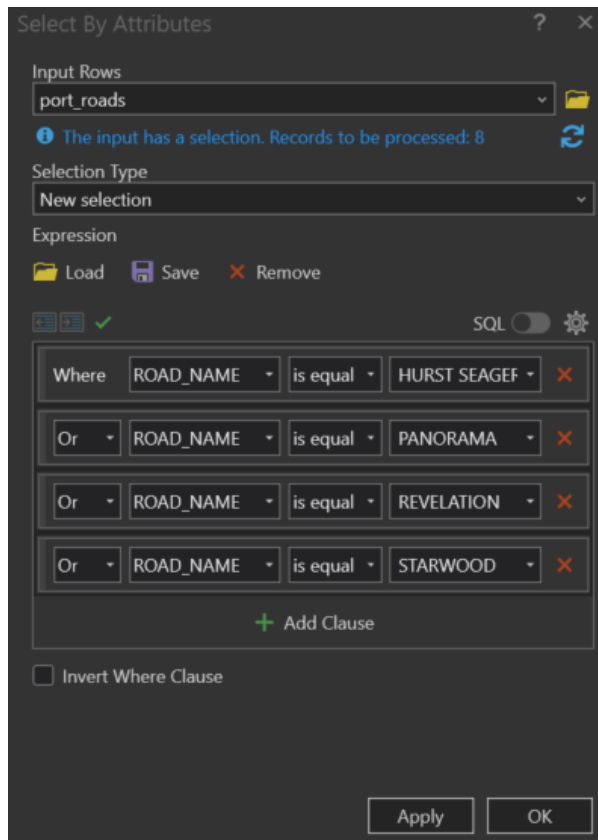 Select By Attributes ? ×
Input Rows
port_roads
The input has a selection. Records to be processed: 8
Selection Type
New selection
Expression
Load Save Remove
SQL
Where ROAD_NAME is equal HURST SEAGER
Or ROAD_NAME is equal PANORAMA
Or ROAD_NAME is equal REVELATION
Or ROAD_NAME is equal STARWOOD
+ Add Clause
Invert Where Clause
Apply OK